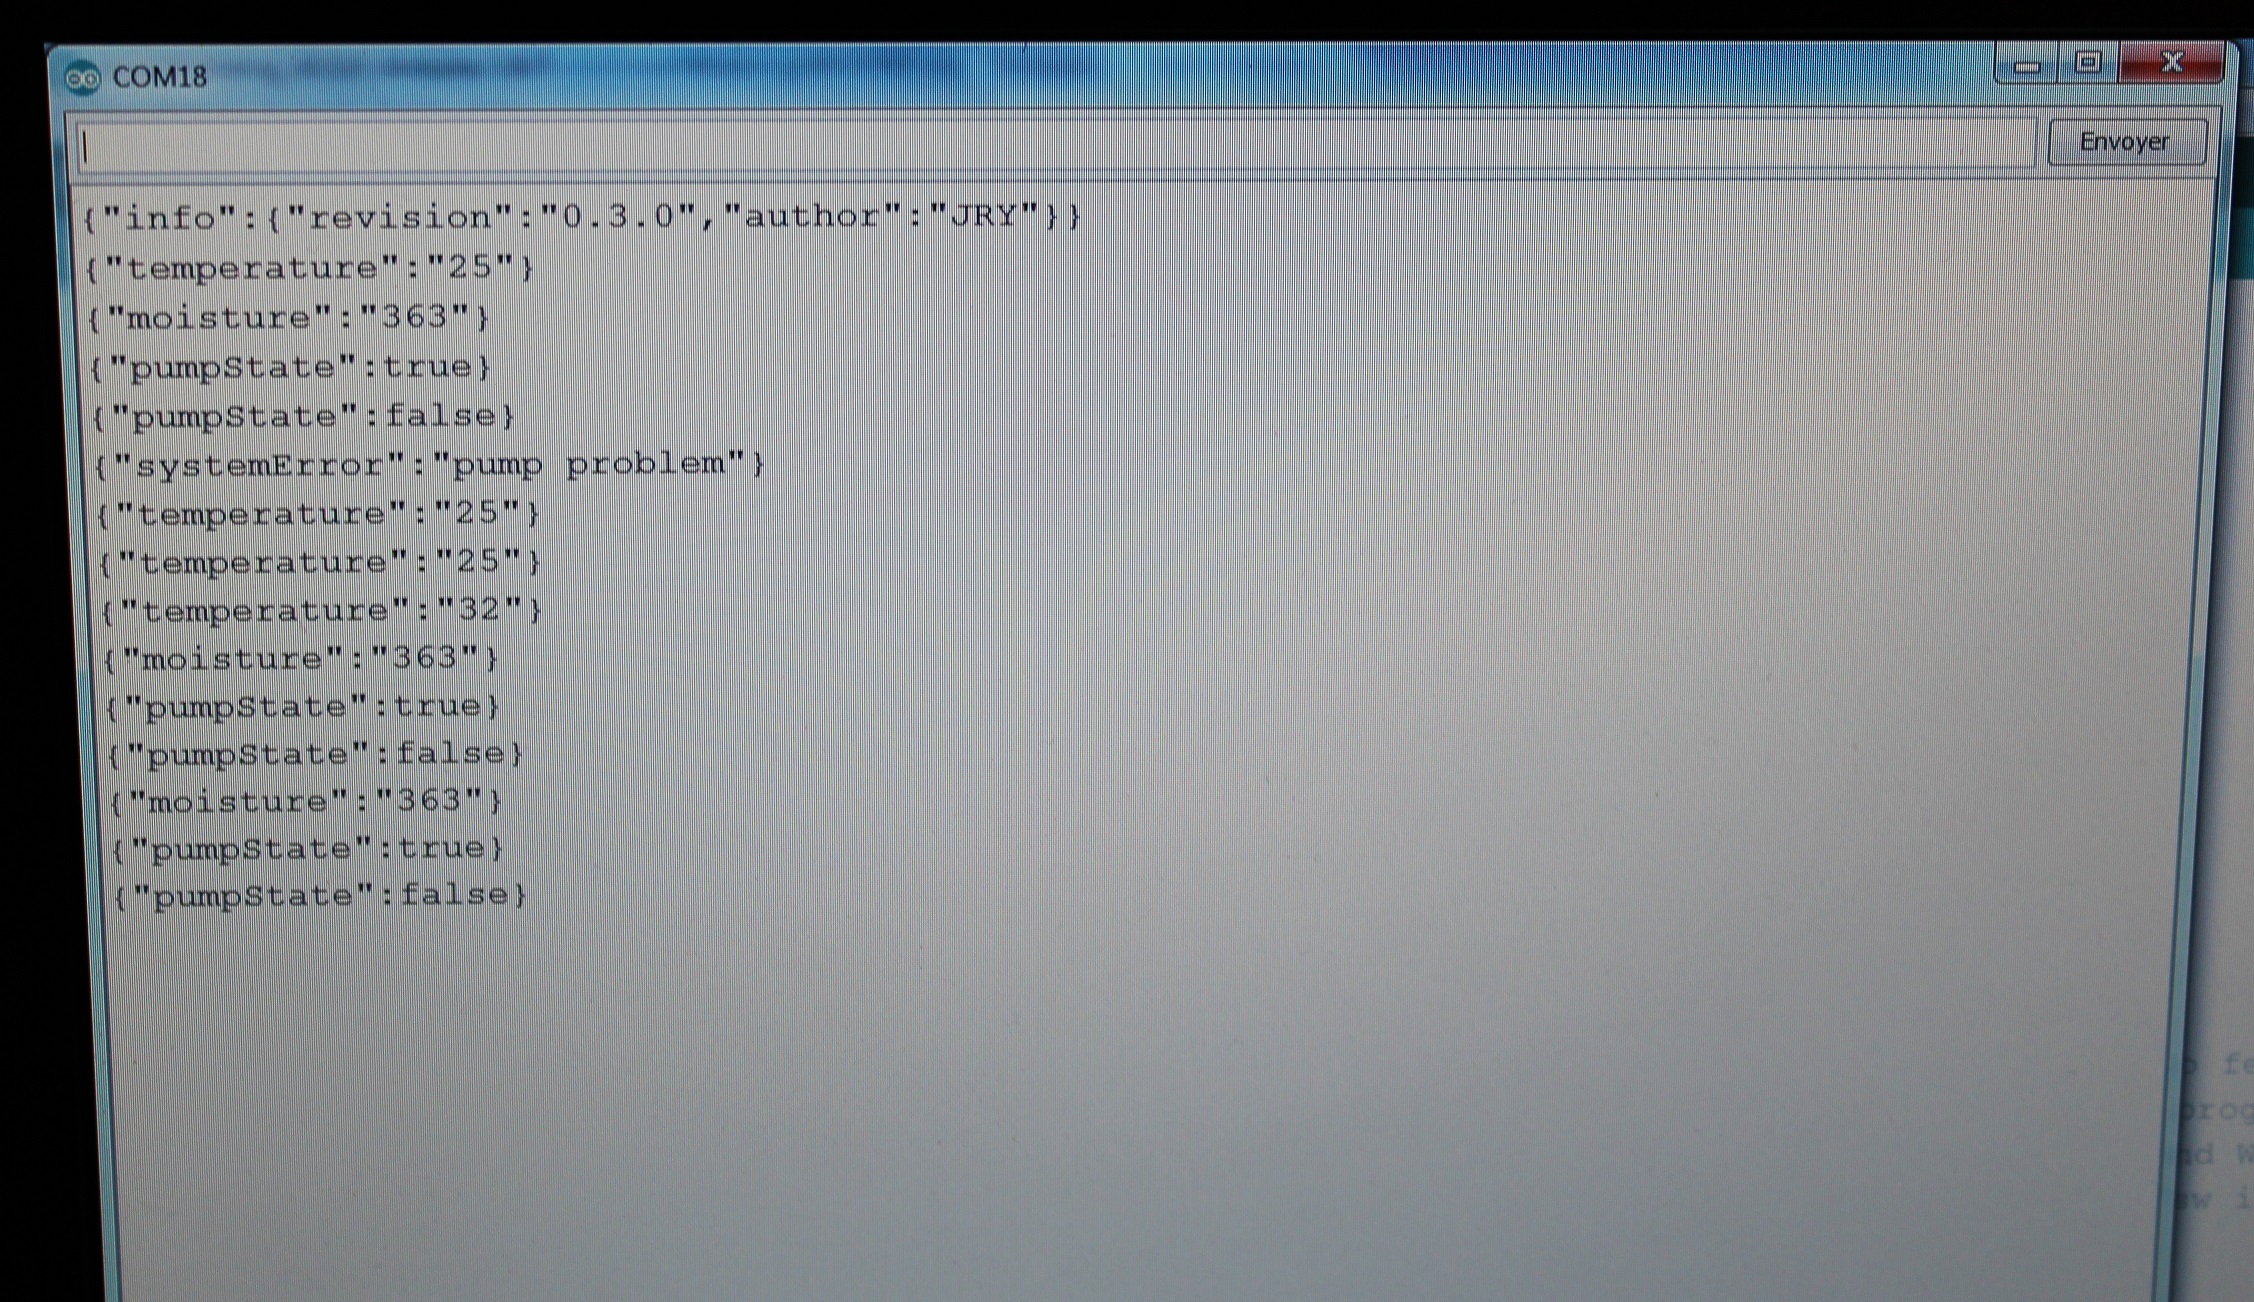 COM18
Envoyer
{"info":{"revision":"0.3.0","author":"JRY"}}
{"temperature":"25"}
{"moisture":"363"}
{"pumpState":true}
{"pumpState":false}
{"systemError":"pump problem"}
{"temperature":"25"}
{"temperature":"25"}
{"temperature":"32"}
{"moisture":"363"}
{"pumpState":true}
{"pumpState":false}
{"moisture":"363"}
{"pumpState":true}
{"pumpState":false}